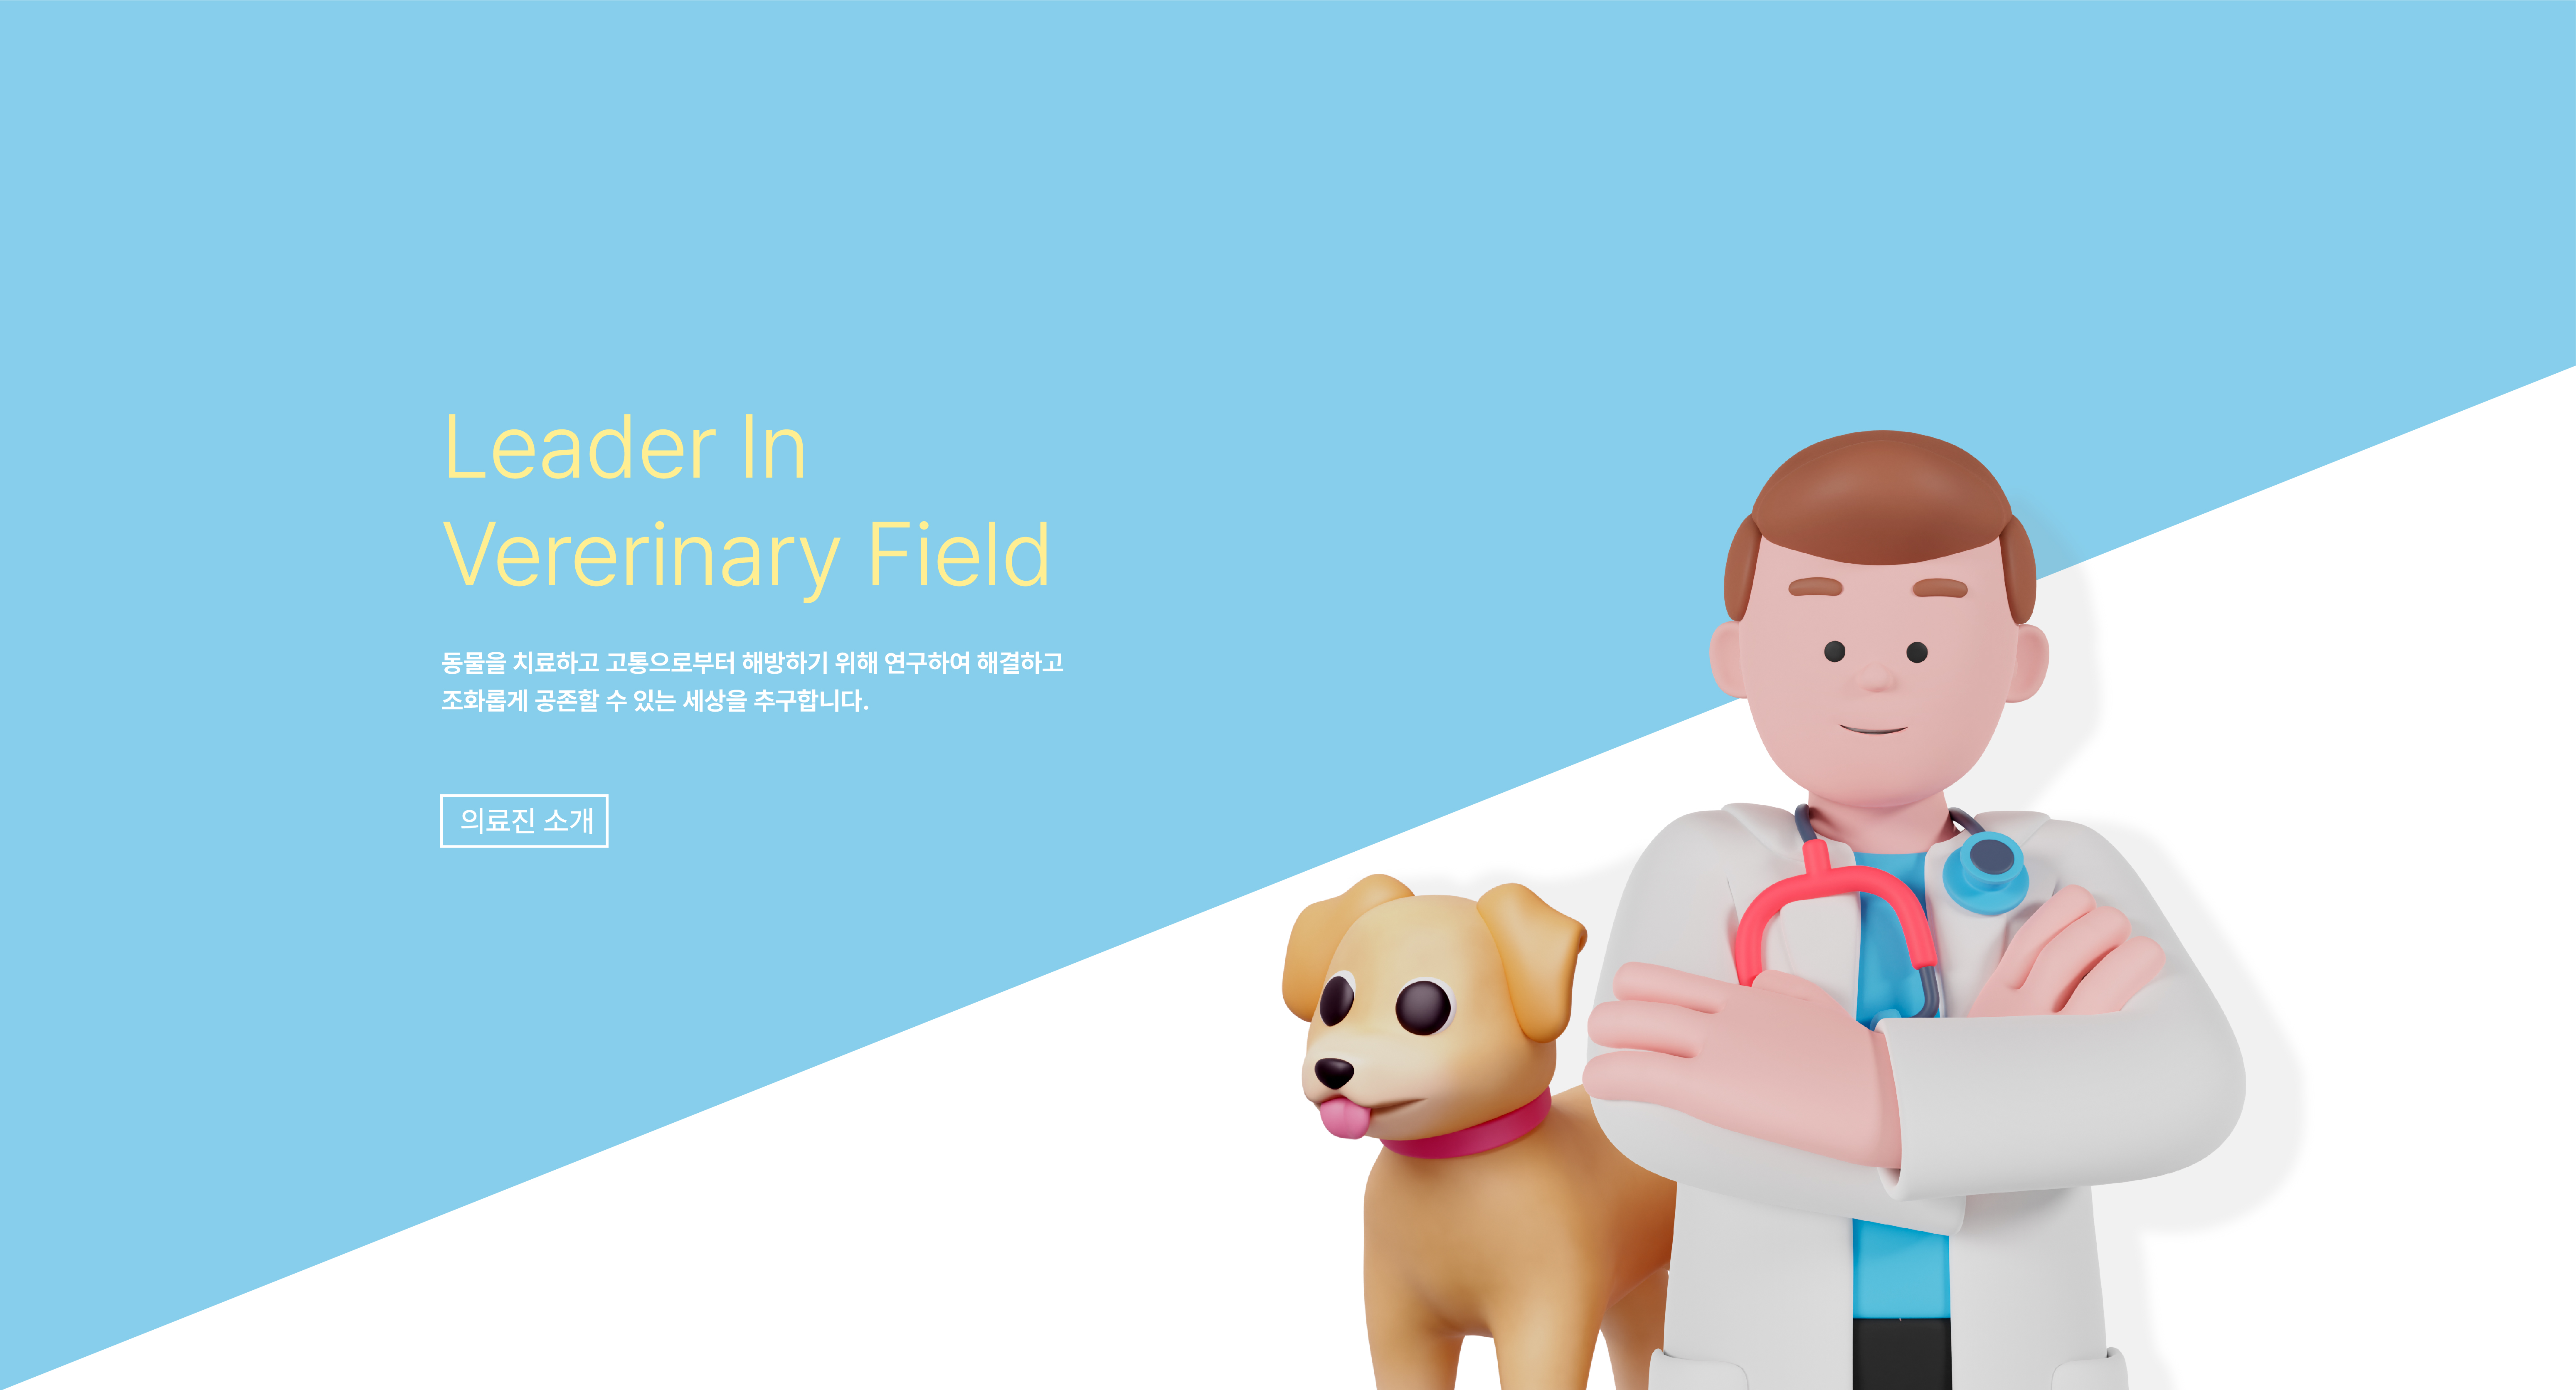 Leader In
Vererinary Field
동물을 치료하고 고통으로부터 해방하기 위해 연구하여 해결하고
조화롭게 공존할 수 있는 세상을 추구합니다.
의료진 소개